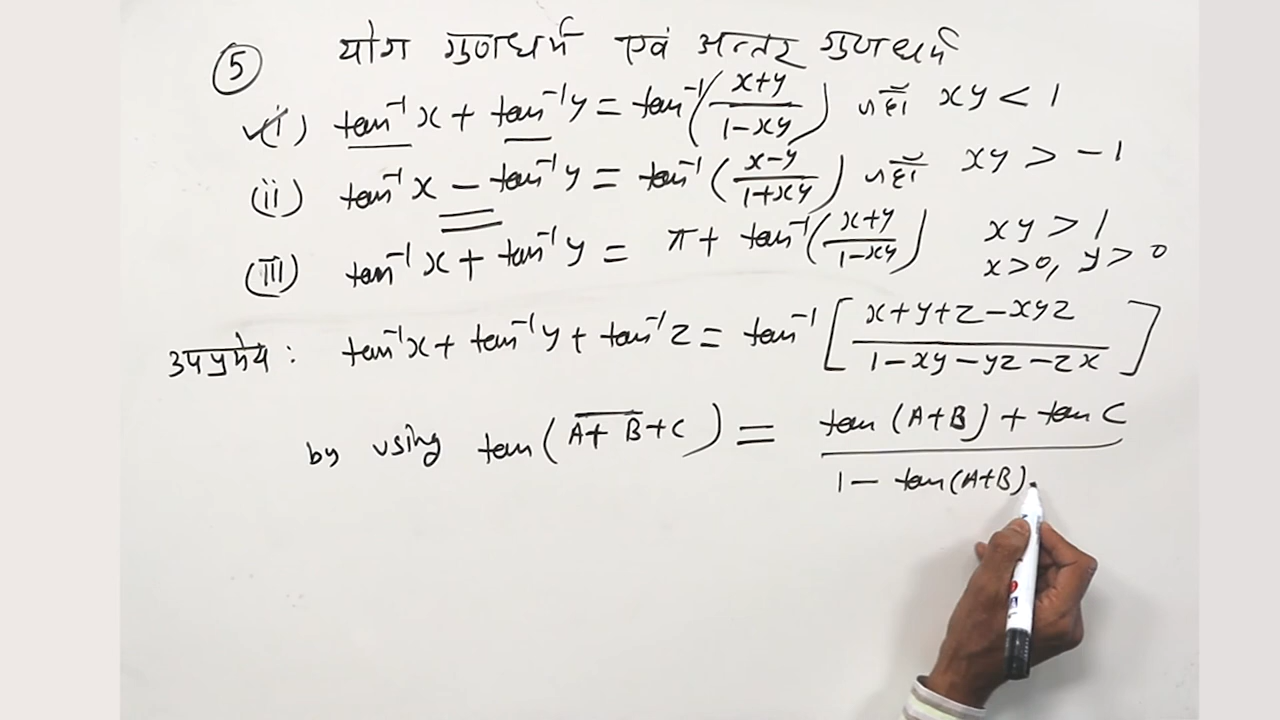 5 योग गुणधर्म एवं अन्तर गुणधर्म
(i) tan⁻¹x + tan⁻¹y = tan⁻¹((x+y)/(1-xy)) जहाँ xy < 1
(ii) tan⁻¹x - tan⁻¹y = tan⁻¹((x-y)/(1+xy)) जहाँ xy > -1
(iii) tan⁻¹x + tan⁻¹y = π + tan⁻¹((x+y)/(1-xy)) xy > 1
x>0, y>0
उपप्रमेय : tan⁻¹x + tan⁻¹y + tan⁻¹z = tan⁻¹[(x+y+z-xyz)/(1-xy-yz-zx)]
by using tan(A+B+C) = (tan(A+B) + tan C)/(1 - tan(A+B).